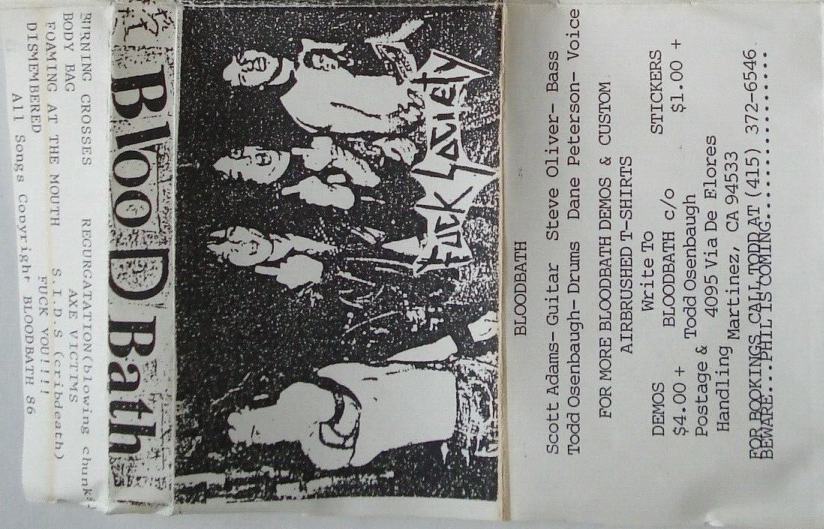 BURNING CROSSES REGURGATATION(blowing chunk
BODY BAG AXE VICTIMS
FOAMING AT THE MOUTH S.I.D.S (cribdeath)
DISMEMBERED FUCK YOU!!!!!
All Songs Copyright BLOODBATH 86
BlooD Bath
Fuck Society
BLOODBATH
Scott Adams- Guitar Steve Oliver- Bass
Todd Osenbaugh- Drums Dane Peterson- Voice
FOR MORE BLOODBATH DEMOS & CUSTOM
AIRBRUSHED T-SHIRTS
Write To
DEMOS BLOODBATH c/o STICKERS
$4.00 + Todd Osenbaugh $1.00 +
Postage & 4095 Via De Flores
Handling Martinez, CA 94533
FOR BOOKINGS CALL TODD AT (415) 372-6546
BEWARE...PHIL IS COMING...............